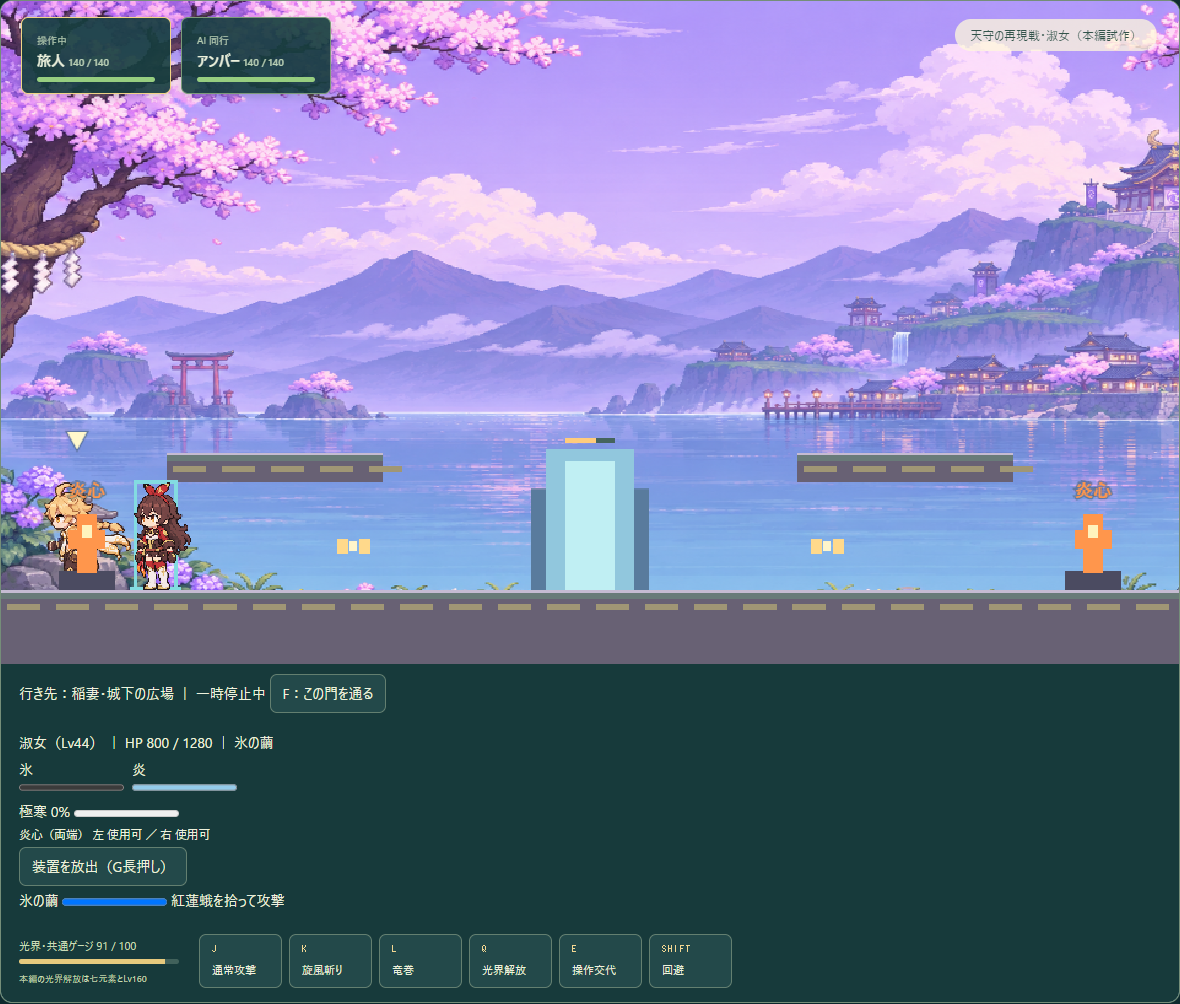 操作中
旅人 140 / 140
AI 同行
アンバー 140 / 140
天守の再現戦・淑女（本編試作）
炎心
炎心
行き先：稲妻・城下の広場 ｜ 一時停止中
F：この門を通る
淑女（Lv44） ｜ HP 800 / 1280 ｜ 氷の繭
氷 炎
極寒 0%
炎心（両端） 左 使用可 ／ 右 使用可
装置を放出（G長押し）
氷の繭 紅蓮蛾を拾って攻撃
光界・共通ゲージ 91 / 100
本編の光界解放は七元素とLv160
J
通常攻撃
K
旋風斬り
L
竜巻
Q
光界解放
E
操作交代
SHIFT
回避